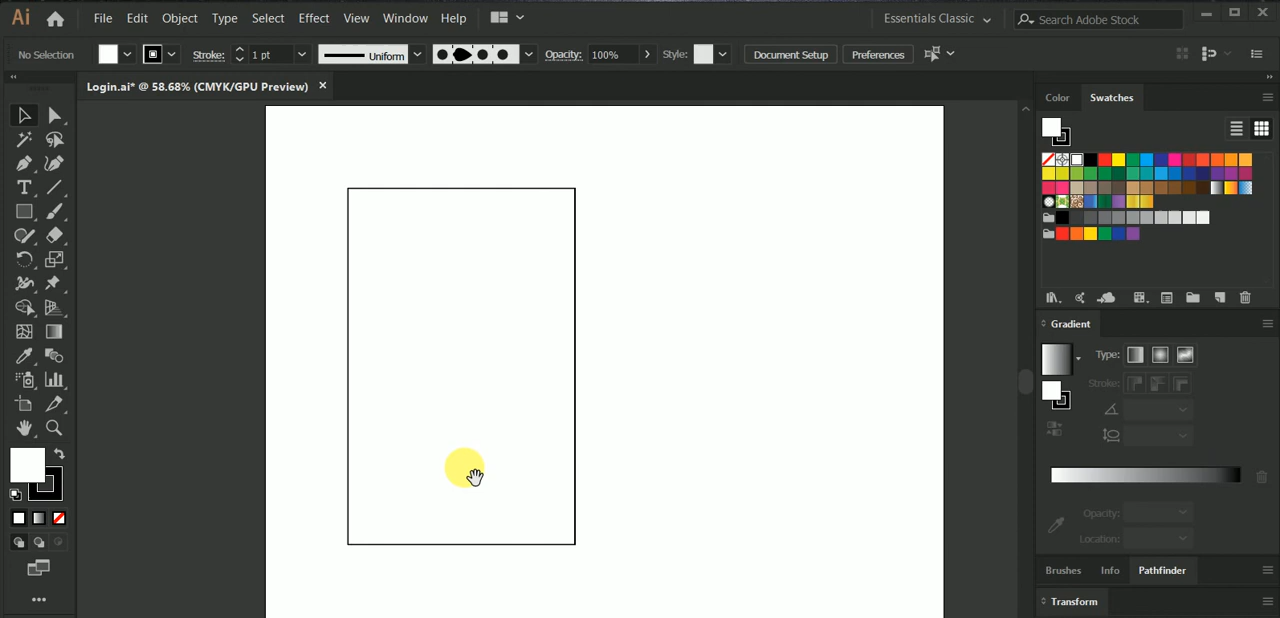 Ai File Edit Object Type Select Effect View Window Help Essentials Classic Search Adobe Stock
No Selection Stroke: 1 pt Uniform Opacity: 100% Style: Document Setup Preferences
Login.ai* @ 58.68% (CMYK/GPU Preview)
Color Swatches
Gradient
Type:
Stroke:
Opacity:
Location:
Brushes Info Pathfinder
Transform